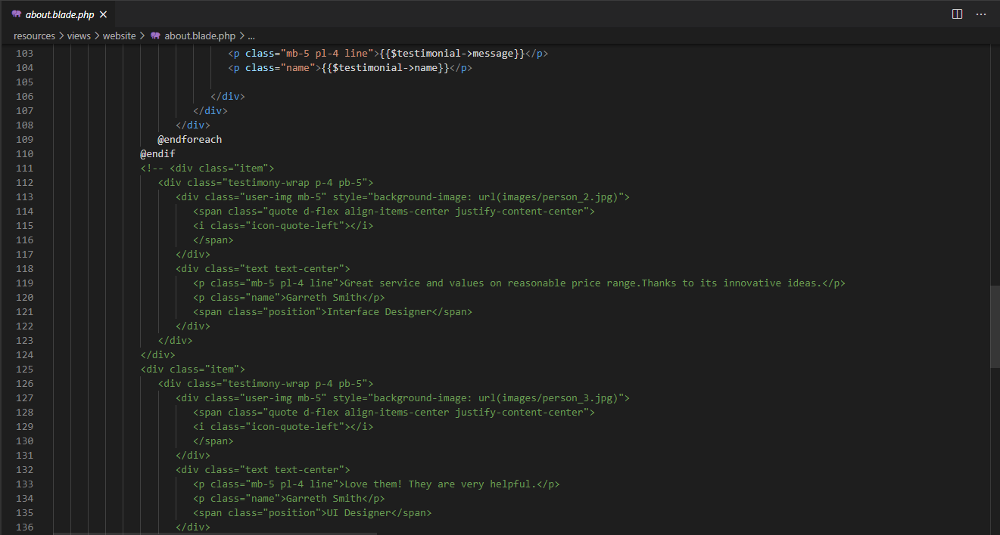 about.blade.php
resources > views > website > about.blade.php > ...
103 <p class="mb-5 pl-4 line">{{$testimonial->message}}</p>
104 <p class="name">{{$testimonial->name}}</p>
105
106 </div>
107 </div>
108 </div>
109 @endforeach
110 @endif
111 <!-- <div class="item">
112 <div class="testimony-wrap p-4 pb-5">
113 <div class="user-img mb-5" style="background-image: url(images/person_2.jpg)">
114 <span class="quote d-flex align-items-center justify-content-center">
115 <i class="icon-quote-left"></i>
116 </span>
117 </div>
118 <div class="text text-center">
119 <p class="mb-5 pl-4 line">Great service and values on reasonable price range.Thanks to its innovative ideas.</p>
120 <p class="name">Garreth Smith</p>
121 <span class="position">Interface Designer</span>
122 </div>
123 </div>
124 </div>
125 <div class="item">
126 <div class="testimony-wrap p-4 pb-5">
127 <div class="user-img mb-5" style="background-image: url(images/person_3.jpg)">
128 <span class="quote d-flex align-items-center justify-content-center">
129 <i class="icon-quote-left"></i>
130 </span>
131 </div>
132 <div class="text text-center">
133 <p class="mb-5 pl-4 line">Love them! They are very helpful.</p>
134 <p class="name">Garreth Smith</p>
135 <span class="position">UI Designer</span>
136 </div>